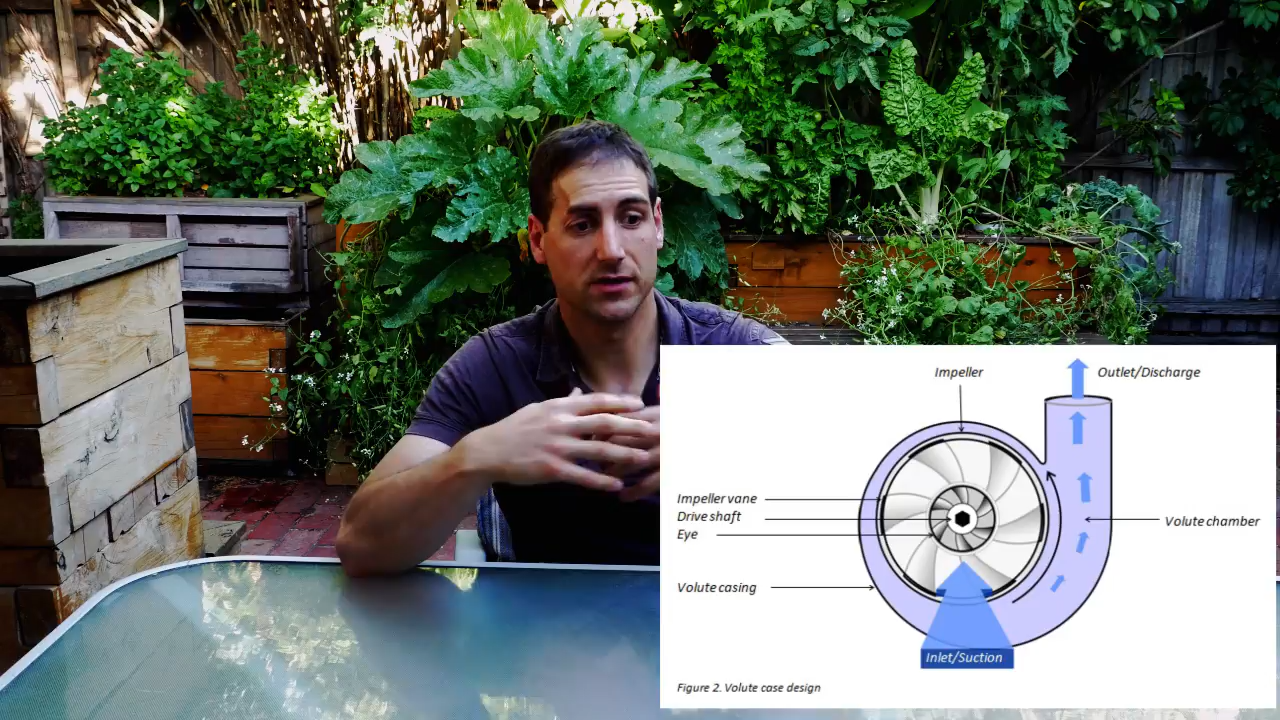 Impeller
Outlet/Discharge
Impeller vane
Drive shaft
Eye
Volute chamber
Volute casing
Inlet/Suction
Figure 2. Volute case design